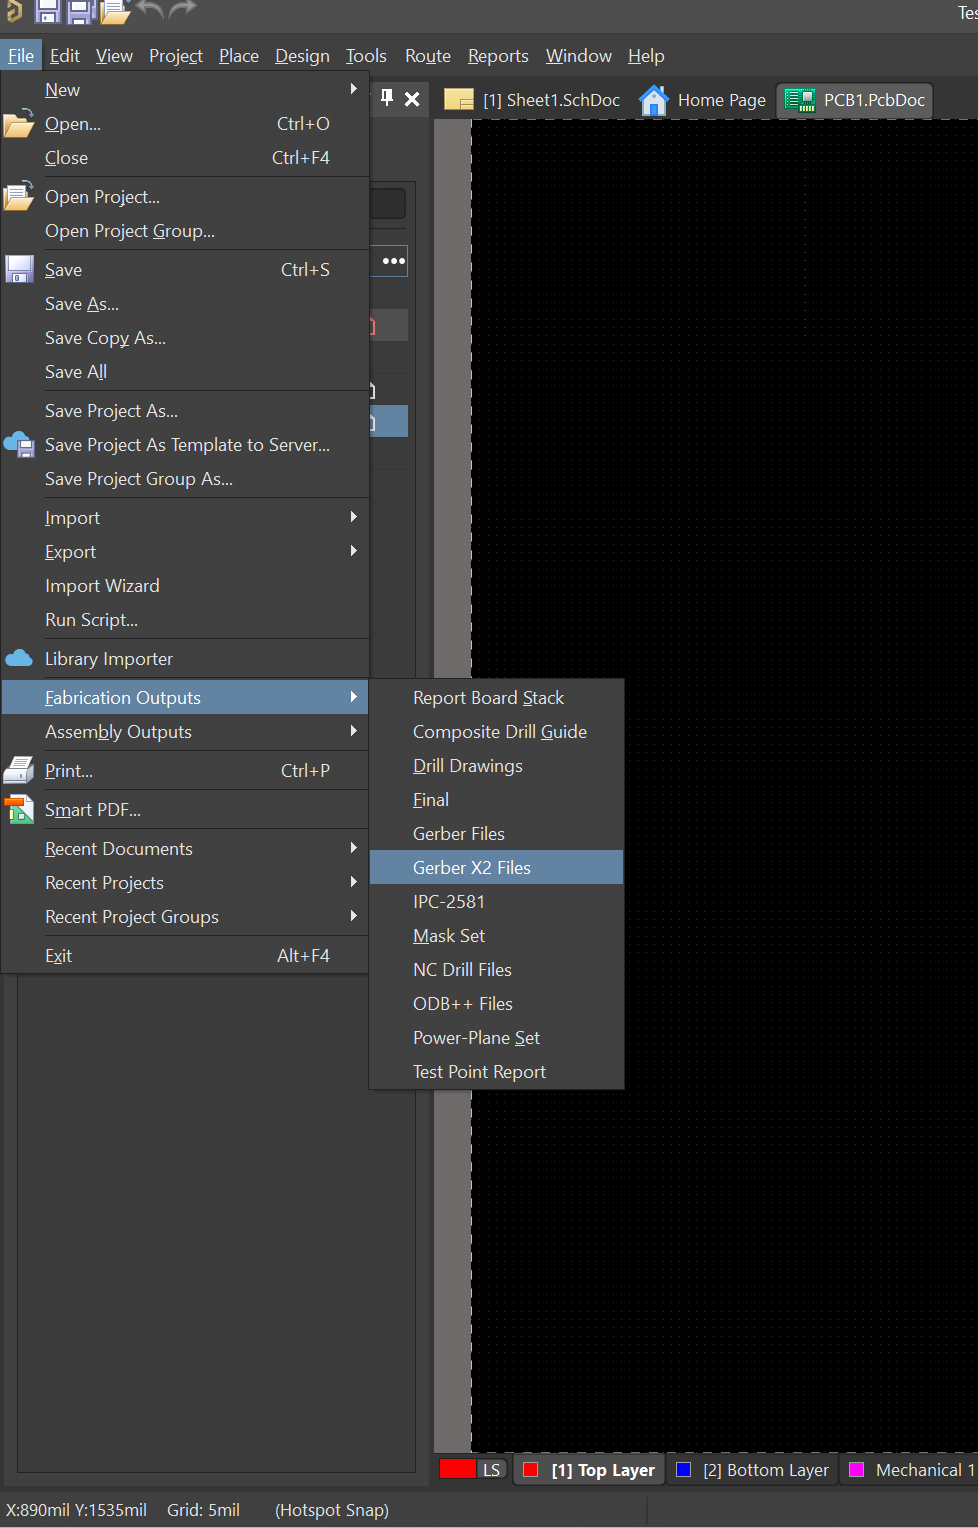 Tes
File Edit View Project Place Design Tools Route Reports Window Help
[1] Sheet1.SchDoc Home Page PCB1.PcbDoc
New
Open... Ctrl+O
Close Ctrl+F4
Open Project...
Open Project Group...
Save Ctrl+S
Save As...
Save Copy As...
Save All
Save Project As...
Save Project As Template to Server...
Save Project Group As...
Import
Export
Import Wizard
Run Script...
Library Importer
Fabrication Outputs
Assembly Outputs
Print... Ctrl+P
Smart PDF...
Recent Documents
Recent Projects
Recent Project Groups
Exit Alt+F4
Report Board Stack
Composite Drill Guide
Drill Drawings
Final
Gerber Files
Gerber X2 Files
IPC-2581
Mask Set
NC Drill Files
ODB++ Files
Power-Plane Set
Test Point Report
LS [1] Top Layer [2] Bottom Layer Mechanical 1
X:890mil Y:1535mil Grid: 5mil (Hotspot Snap)